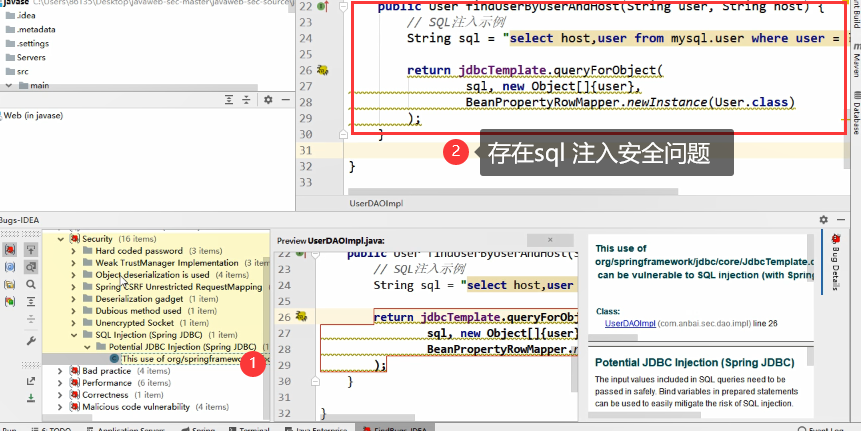 javase C:\Users\86135\Desktop\javaweb-sec-master\javaweb-sec-source\j
.idea
.metadata
.settings
Servers
src
main
Web (in javase)
22 public User findUserByUserAndHost(String user, String host) {
23 // SQL注入示例
24 String sql = "select host,user from mysql.user where user =
25
26 return jdbcTemplate.queryForObject(
27 sql, new Object[]{user},
28 BeanPropertyRowMapper.newInstance(User.class)
29 );
30 }
31
32 }
33
2 存在sql 注入安全问题
UserDAOImpl
Ant Build
Maven
Database
Bugs-IDEA
Security (16 items)
Hard coded password (3 items)
Weak TrustManager Implementation (3 item
Object deserialization is used (4 items)
Spring CSRF Unrestricted RequestMapping
Deserialization gadget (1 item)
Dubious method used (1 item)
Unencrypted Socket (1 item)
SQL Injection (Spring JDBC) (1 item)
Potential JDBC Injection (Spring JDBC)
This use of org/springframework
1
Bad practice (4 items)
Performance (6 items)
Correctness (1 item)
Malicious code vulnerability (4 items)
Preview UserDAOImpl.java:
22 public User findUserByUserAndHost(S
23 // SQL注入示例
24 String sql = "select host,user
25
26 return jdbcTemplate.queryForObj
27 sql, new Object[]{user}
28 BeanPropertyRowMapper.
29 );
30 }
31
32 }
This use of
org/springframework/jdbc/core/JdbcTemplate.c
can be vulnerable to SQL injection (with Spring
Class:
UserDAOImpl (com.anbai.sec.dao.impl) line 26
Potential JDBC Injection (Spring JDBC)
The input values included in SQL queries need to be
passed in safely. Bind variables in prepared statements
can be used to easily mitigate the risk of SQL injection.
Bug Details
Run 6: TODO Application Servers Spring Terminal Java Enterprise FindBugs-IDEA Event Log